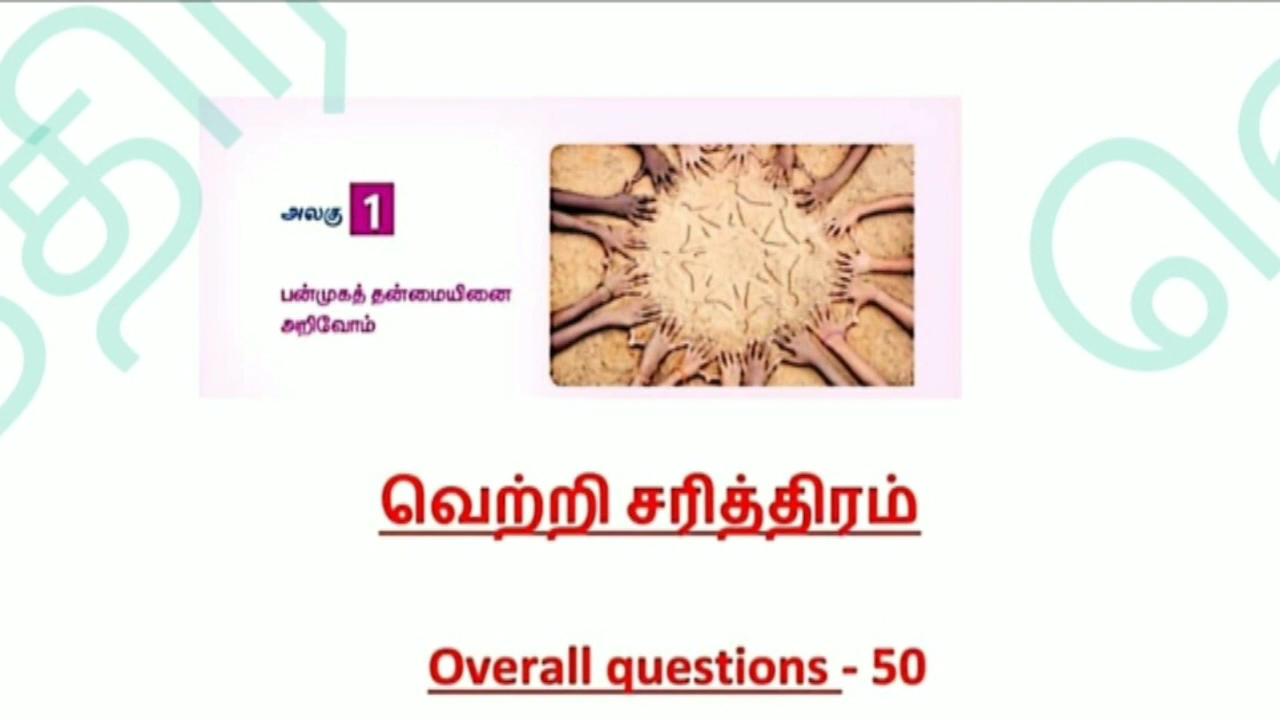 அலகு 1
பன்முகத் தன்மையினை
அறிவோம்
வெற்றி சரித்திரம்
Overall questions - 50